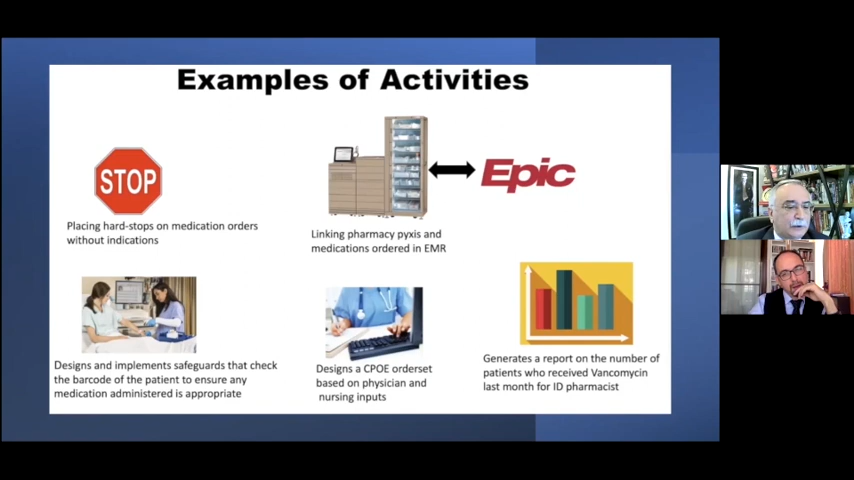 Examples of Activities
STOP
Epic
Placing hard-stops on medication orders
without indications
Linking pharmacy pyxis and
medications ordered in EMR
Designs and implements safeguards that check
the barcode of the patient to ensure any
medication administered is appropriate
Designs a CPOE orderset
based on physician and
nursing inputs
Generates a report on the number of
patients who received Vancomycin
last month for ID pharmacist